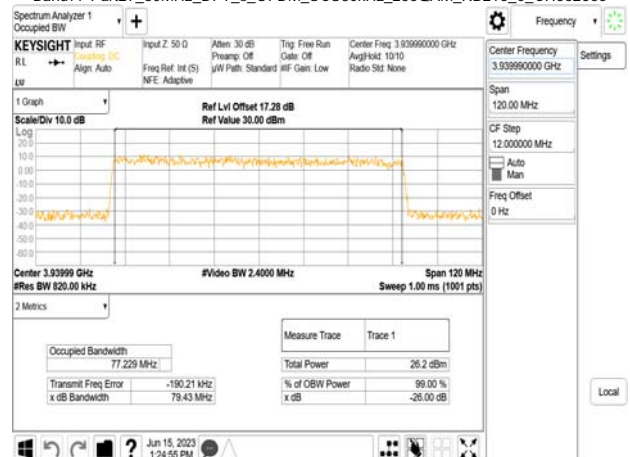 Spectrum Analyzer 1
Occupied BW
Frequency
KEYSIGHT
RL
LXI
Input: RF
Coupling: DC
Align: Auto
Input Z: 50 Ω
Freq Ref: Int (S)
NFE: Adaptive
Atten: 30 dB
Preamp: Off
µW Path: Standard
Trig: Free Run
Gate: Off
#IF Gain: Low
Center Freq: 3.939990000 GHz
Avg|Hold: 10/10
Radio Std: None
Center Frequency
3.939990000 GHz
Settings
Span
120.00 MHz
CF Step
12.000000 MHz
Auto
Man
Freq Offset
0 Hz
Local
1 Graph
Scale/Div 10.0 dB
Ref Lvl Offset 17.28 dB
Ref Value 30.00 dBm
Log
20.0
10.0
0.00
-10.0
-20.0
-30.0
-40.0
-50.0
-60.0
Center 3.93999 GHz
#Video BW 2.4000 MHz
Span 120 MHz
#Res BW 820.00 kHz
Sweep 1.00 ms (1001 pts)
2 Metrics
Measure Trace
Trace 1
Occupied Bandwidth
77.229 MHz
Total Power
26.2 dBm
Transmit Freq Error
-190.21 kHz
% of OBW Power
99.00 %
x dB Bandwidth
79.43 MHz
x dB
-26.00 dB
?
Jun 15, 2023
1:24:55 PM